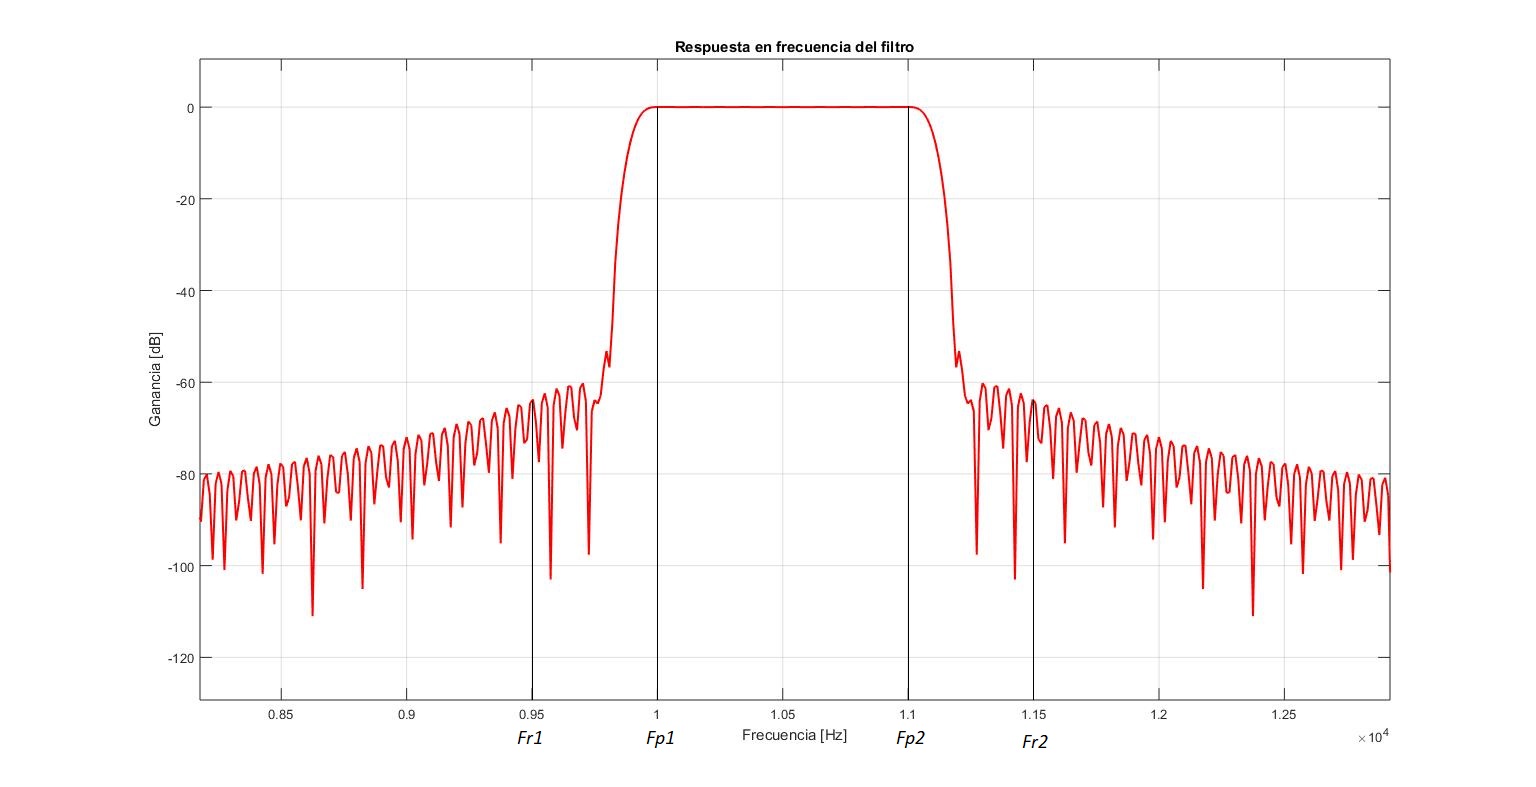 Respuesta en frecuencia del filtro
Ganancia [dB]
0
-20
-40
-60
-80
-100
-120
0.85 0.9 0.95 1 1.05 1.1 1.15 1.2 1.25
Fr1 Fp1 Frecuencia [Hz] Fp2 Fr2 ×10⁴